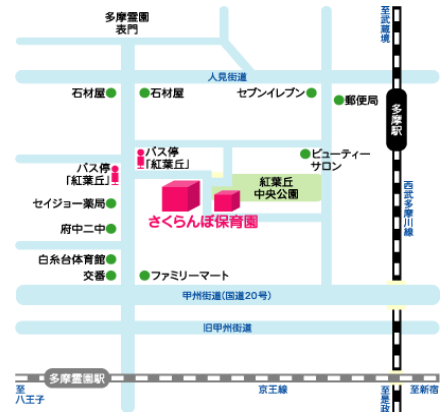 多摩霊園
表門
至武蔵境
人見街道
石材屋
石材屋
セブンイレブン
郵便局
多摩駅
バス停
「紅葉丘」
ビューティー
サロン
バス停
「紅葉丘」
紅葉丘
中央公園
西武多摩川線
セイジョー薬局
さくらんぼ保育園
府中二中
白糸台体育館
交番
ファミリーマート
甲州街道(国道20号)
旧甲州街道
多摩霊園駅
至
八王子
京王線
至是政
至新宿